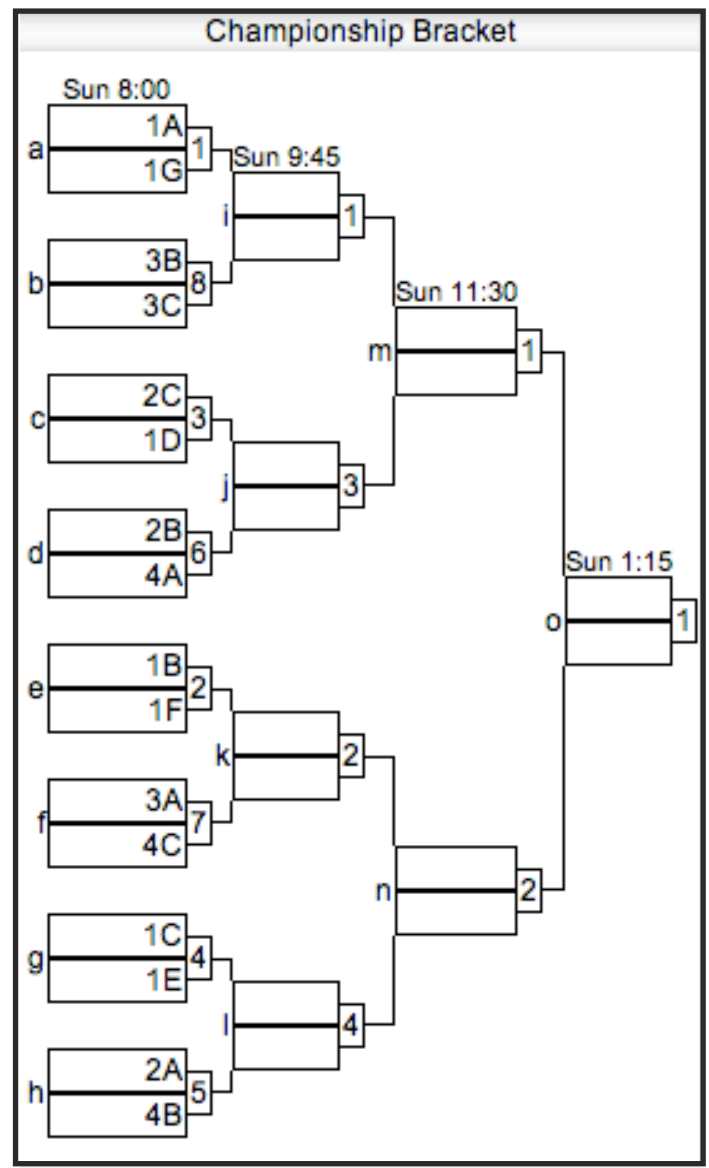 Championship Bracket
Sun 8:00
a 1A 1 1G
Sun 9:45
i 1
b 3B 8 3C
Sun 11:30
m 1
c 2C 3 1D
j 3
d 2B 6 4A
Sun 1:15
o 1
e 1B 2 1F
k 2
f 3A 7 4C
n 2
g 1C 4 1E
l 4
h 2A 5 4B